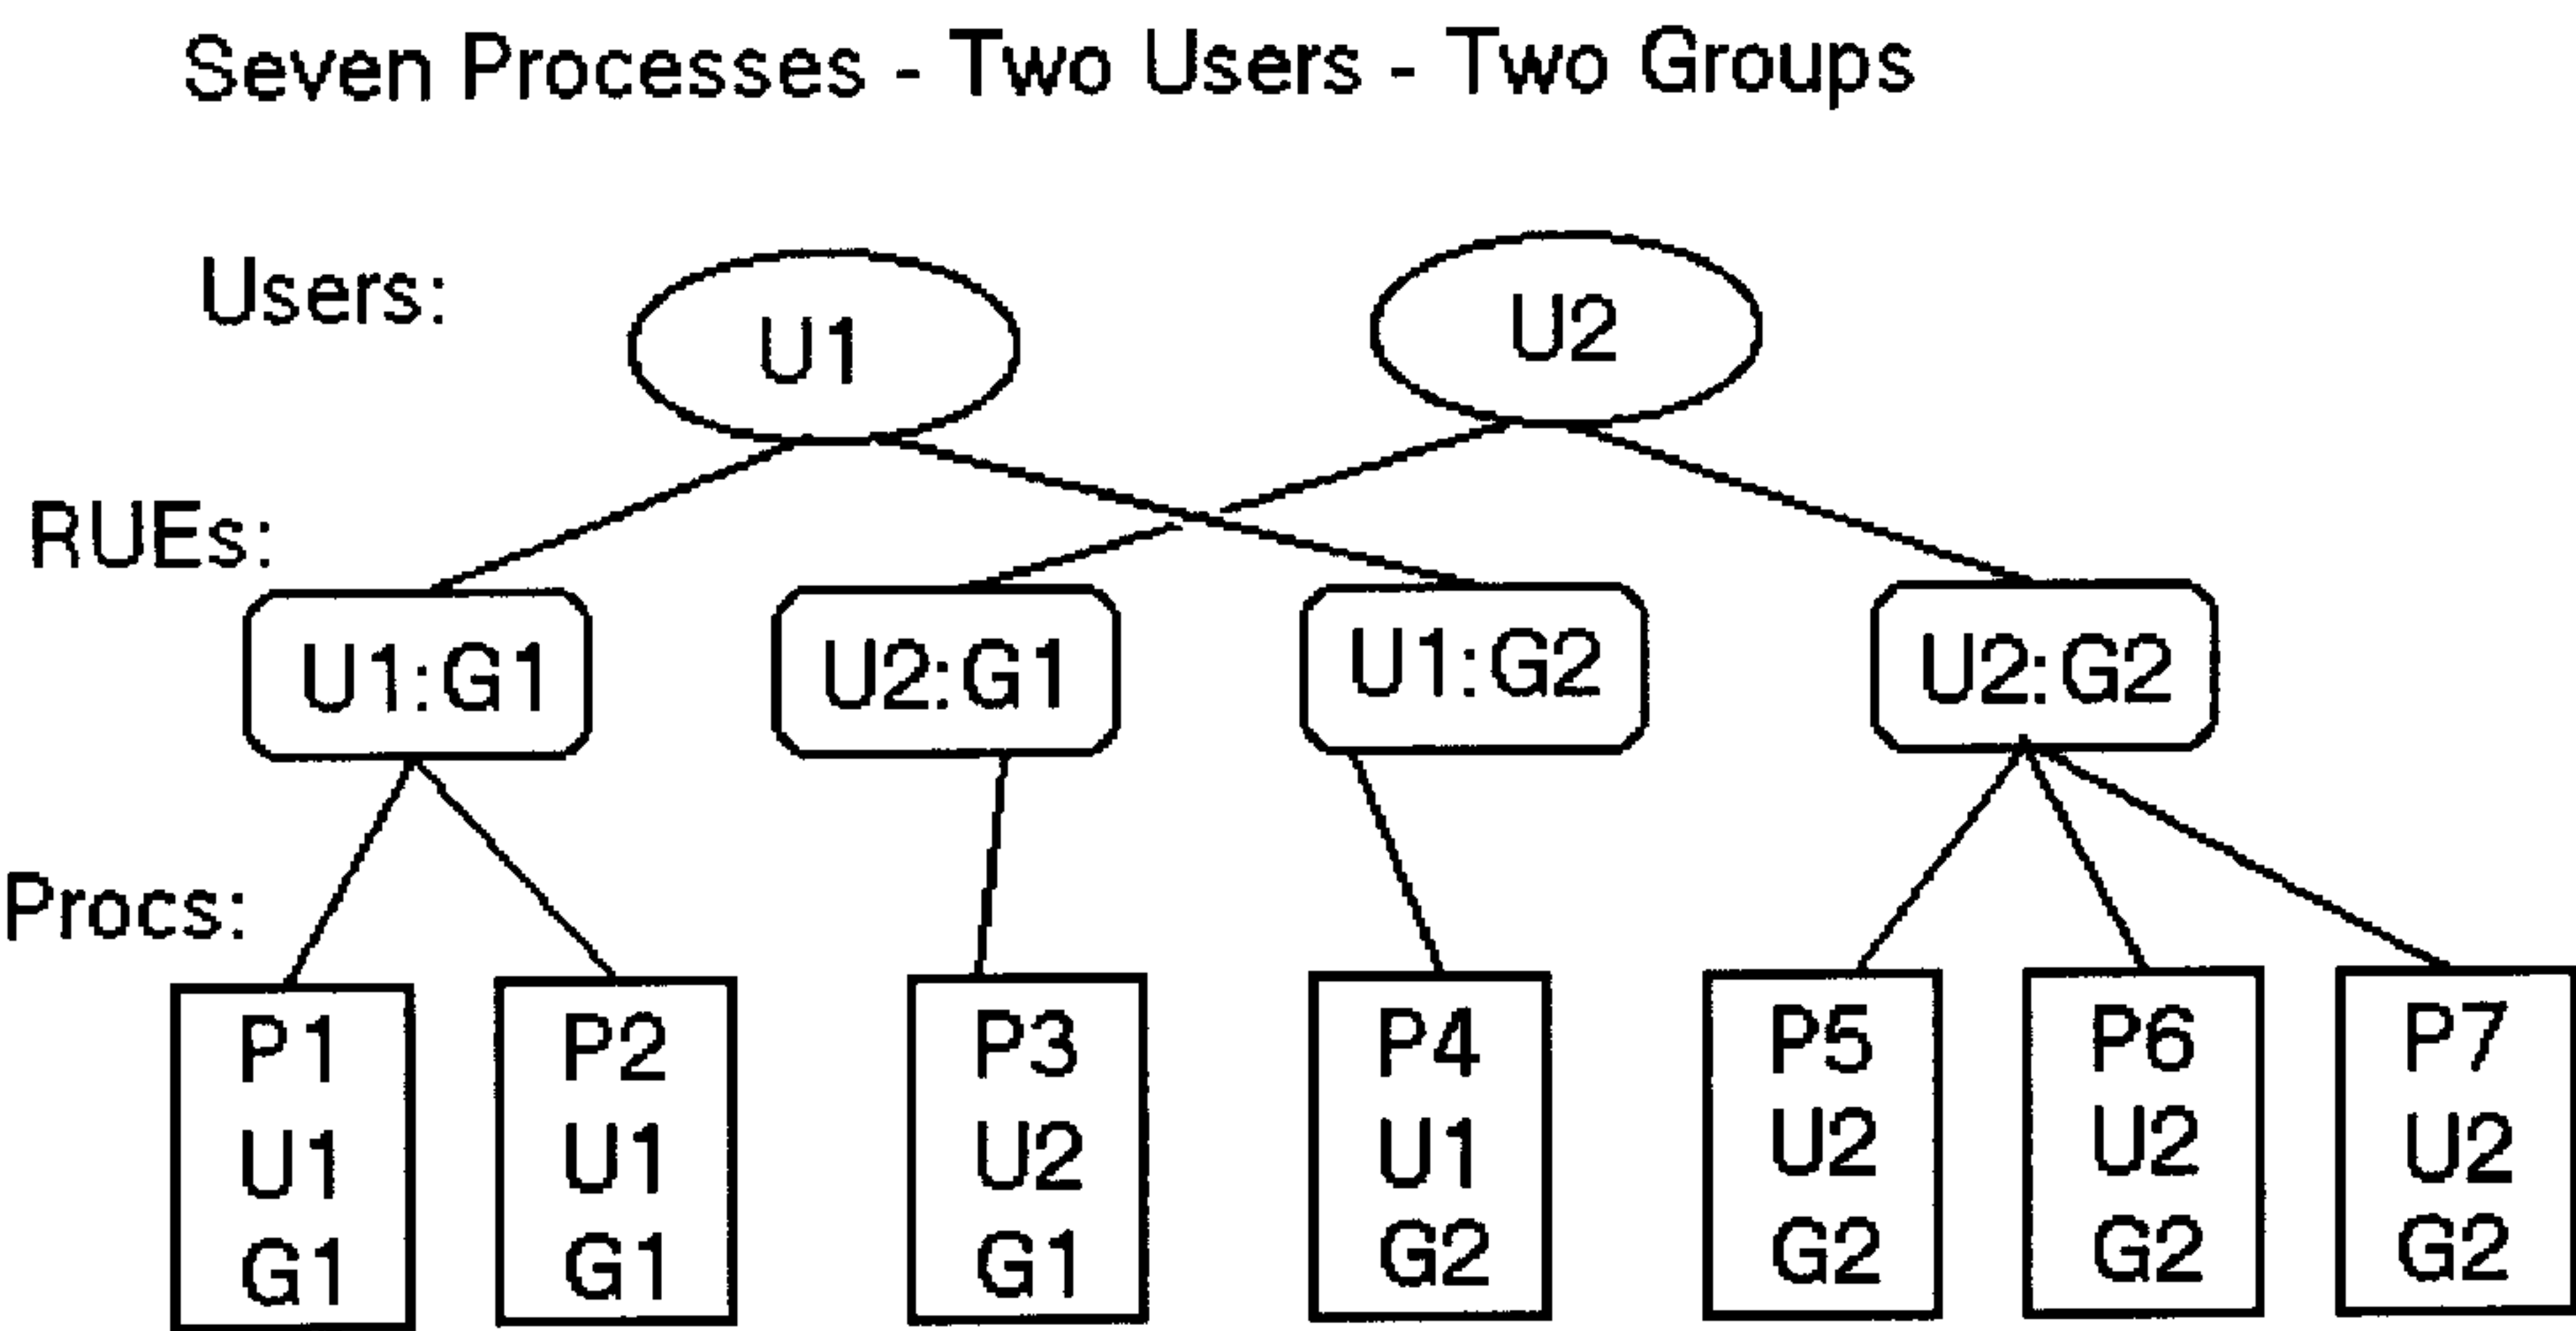 Seven Processes - Two Users - Two Groups
Users:
U1
U2
RUEs:
U1:G1
U2:G1
U1:G2
U2:G2
Procs:
P1
U1
G1
P2
U1
G1
P3
U2
G1
P4
U1
G2
P5
U2
G2
P6
U2
G2
P7
U2
G2